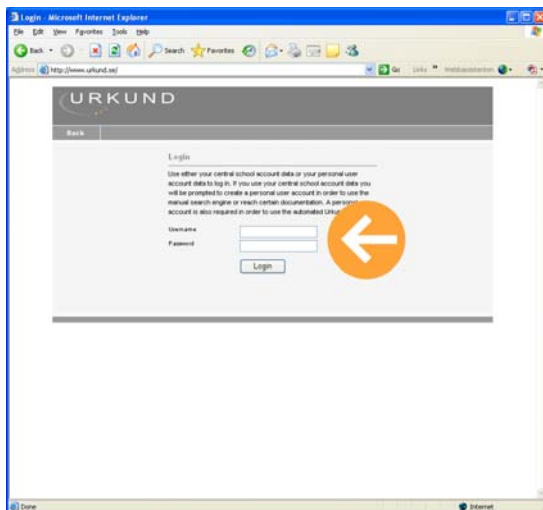 Login - Microsoft Internet Explorer
File Edit View Favorites Tools Help
Back Search Favorites
Address http://www.urkund.se/ Go Links
URKUND
Back
Login
Use either your central school account data or your personal user
account data to log in. If you use your central school account data you
will be prompted to create a personal user account in order to use the
manual search engine or reach certain documentation. A personal
account is also required in order to use the automated
Username
Password
Login
Done Internet